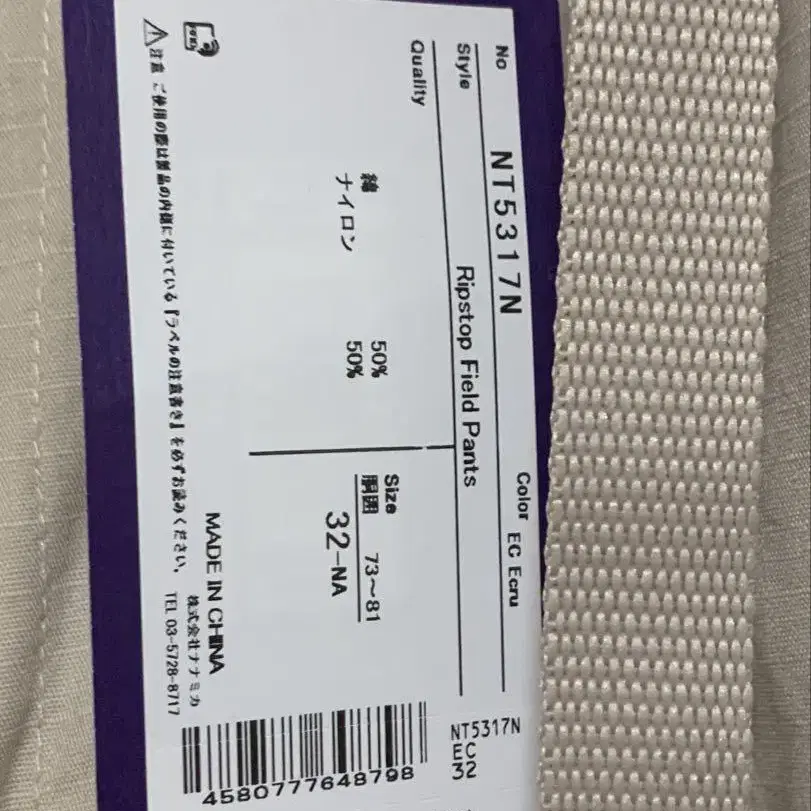 No NT5317N Color EC Ecru
Style Ripstop Field Pants
Quality
綿 50%
ナイロン 50%
Size
胴囲 73～81
32-NA
MADE IN CHINA
株式会社ナナミカ
TEL 03-5728-8717
注意 ご使用の際は製品の内側に付いている『ラベルの注意書き』を必ずお読みください。
NT5317N
EC
32
4580777648798